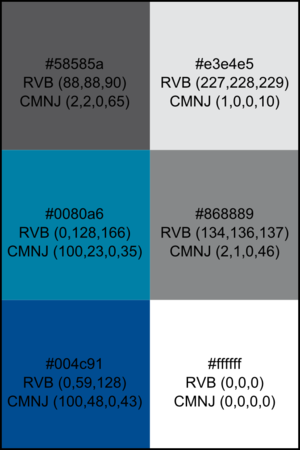 #58585a
RVB (88,88,90)
CMNJ (2,2,0,65)
#e3e4e5
RVB (227,228,229)
CMNJ (1,0,0,10)
#0080a6
RVB (0,128,166)
CMNJ (100,23,0,35)
#868889
RVB (134,136,137)
CMNJ (2,1,0,46)
#004c91
RVB (0,59,128)
CMNJ (100,48,0,43)
#ffffff
RVB (0,0,0)
CMNJ (0,0,0,0)